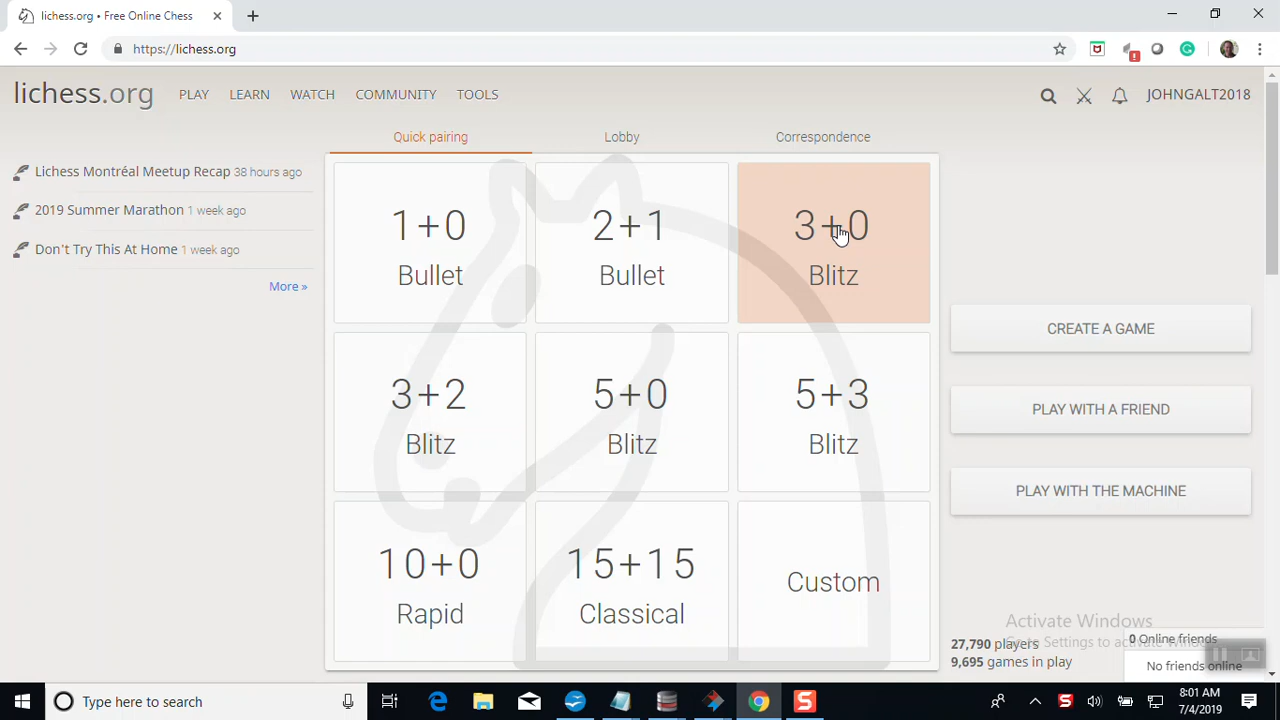 lichess.org • Free Online Chess
https://lichess.org
lichess.org PLAY LEARN WATCH COMMUNITY TOOLS JOHNGALT2018
Quick pairing Lobby Correspondence
Lichess Montréal Meetup Recap 38 hours ago
2019 Summer Marathon 1 week ago
Don't Try This At Home 1 week ago
More »
1+0 2+1 3+0
Bullet Bullet Blitz
3+2 5+0 5+3
Blitz Blitz Blitz
10+0 15+15 Custom
Rapid Classical
CREATE A GAME
PLAY WITH A FRIEND
PLAY WITH THE MACHINE
Activate Windows
Go to Settings to activate
27,790 players
9,695 games in play
0 Online friends
No friends online
Type here to search
8:01 AM
7/4/2019